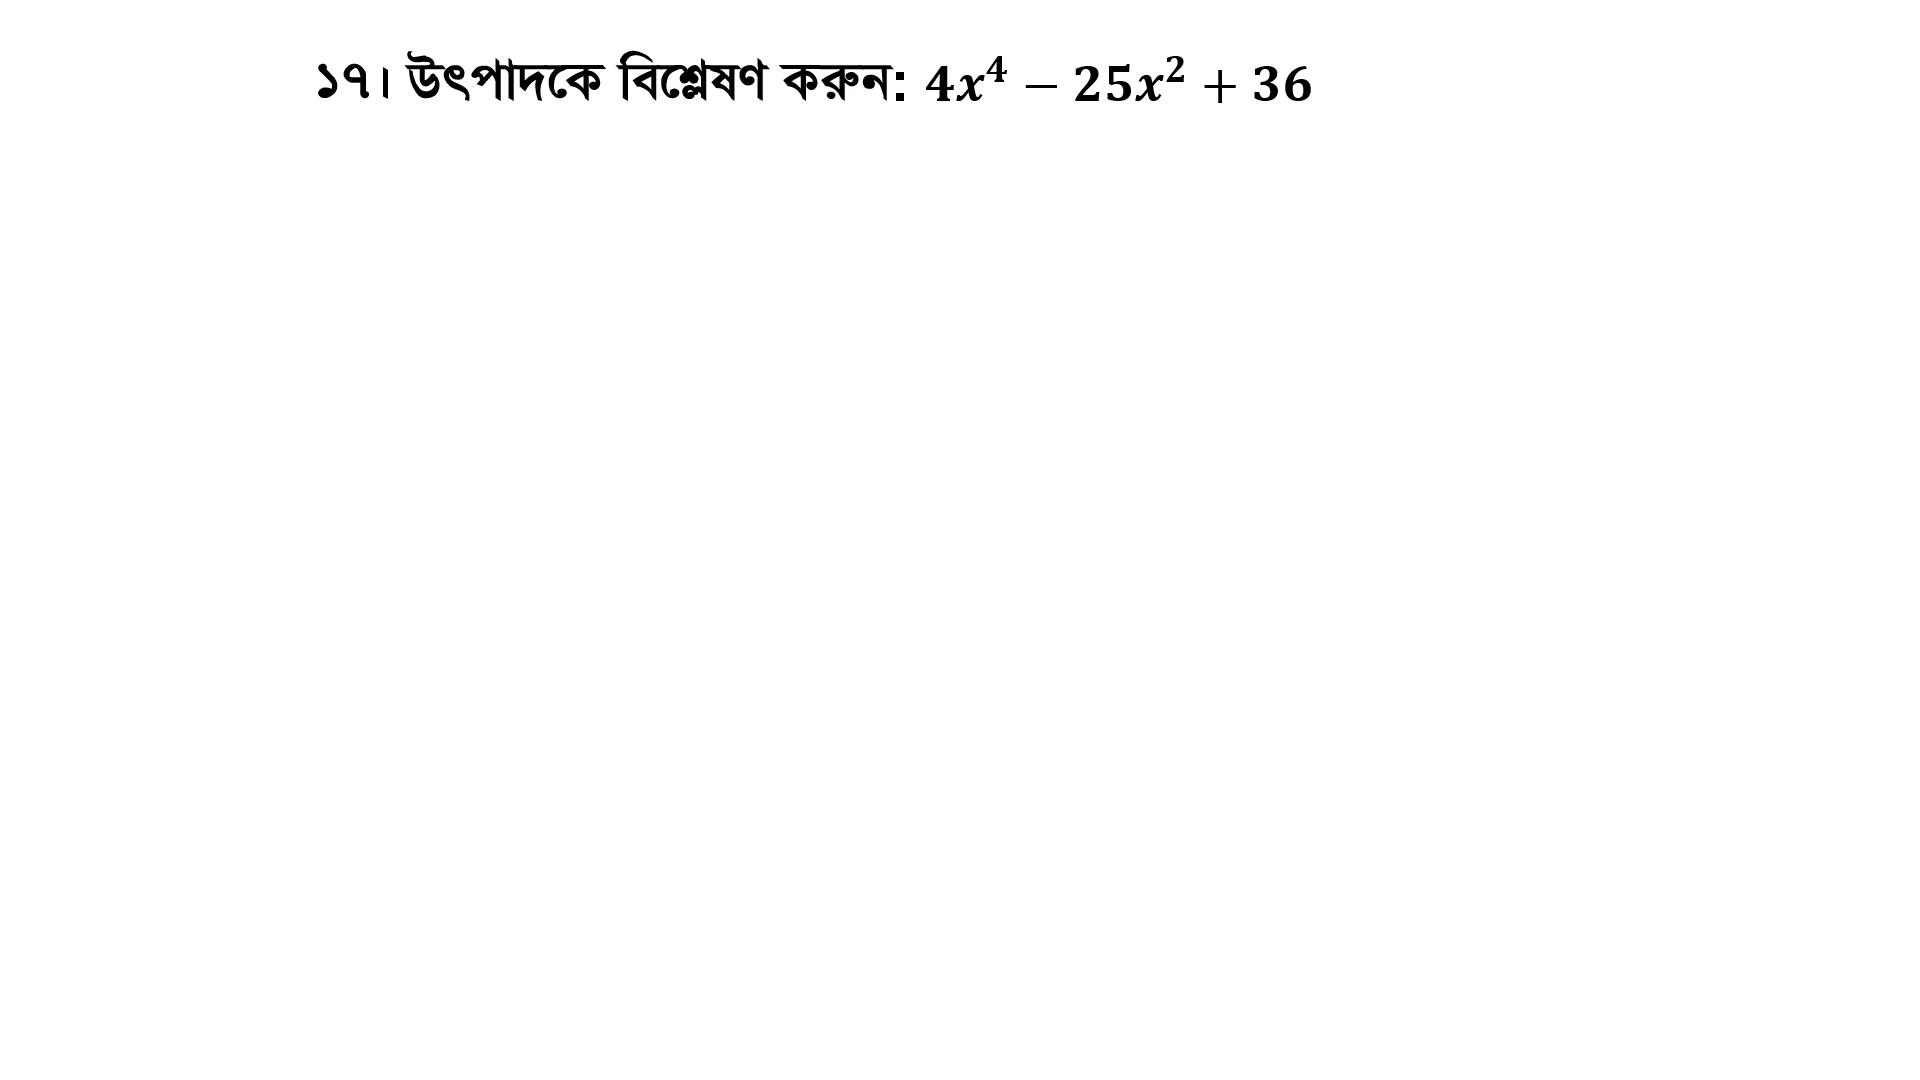 ১৭। উৎপাদকে বিশ্লেষণ করুন: 4x⁴ − 25x² + 36